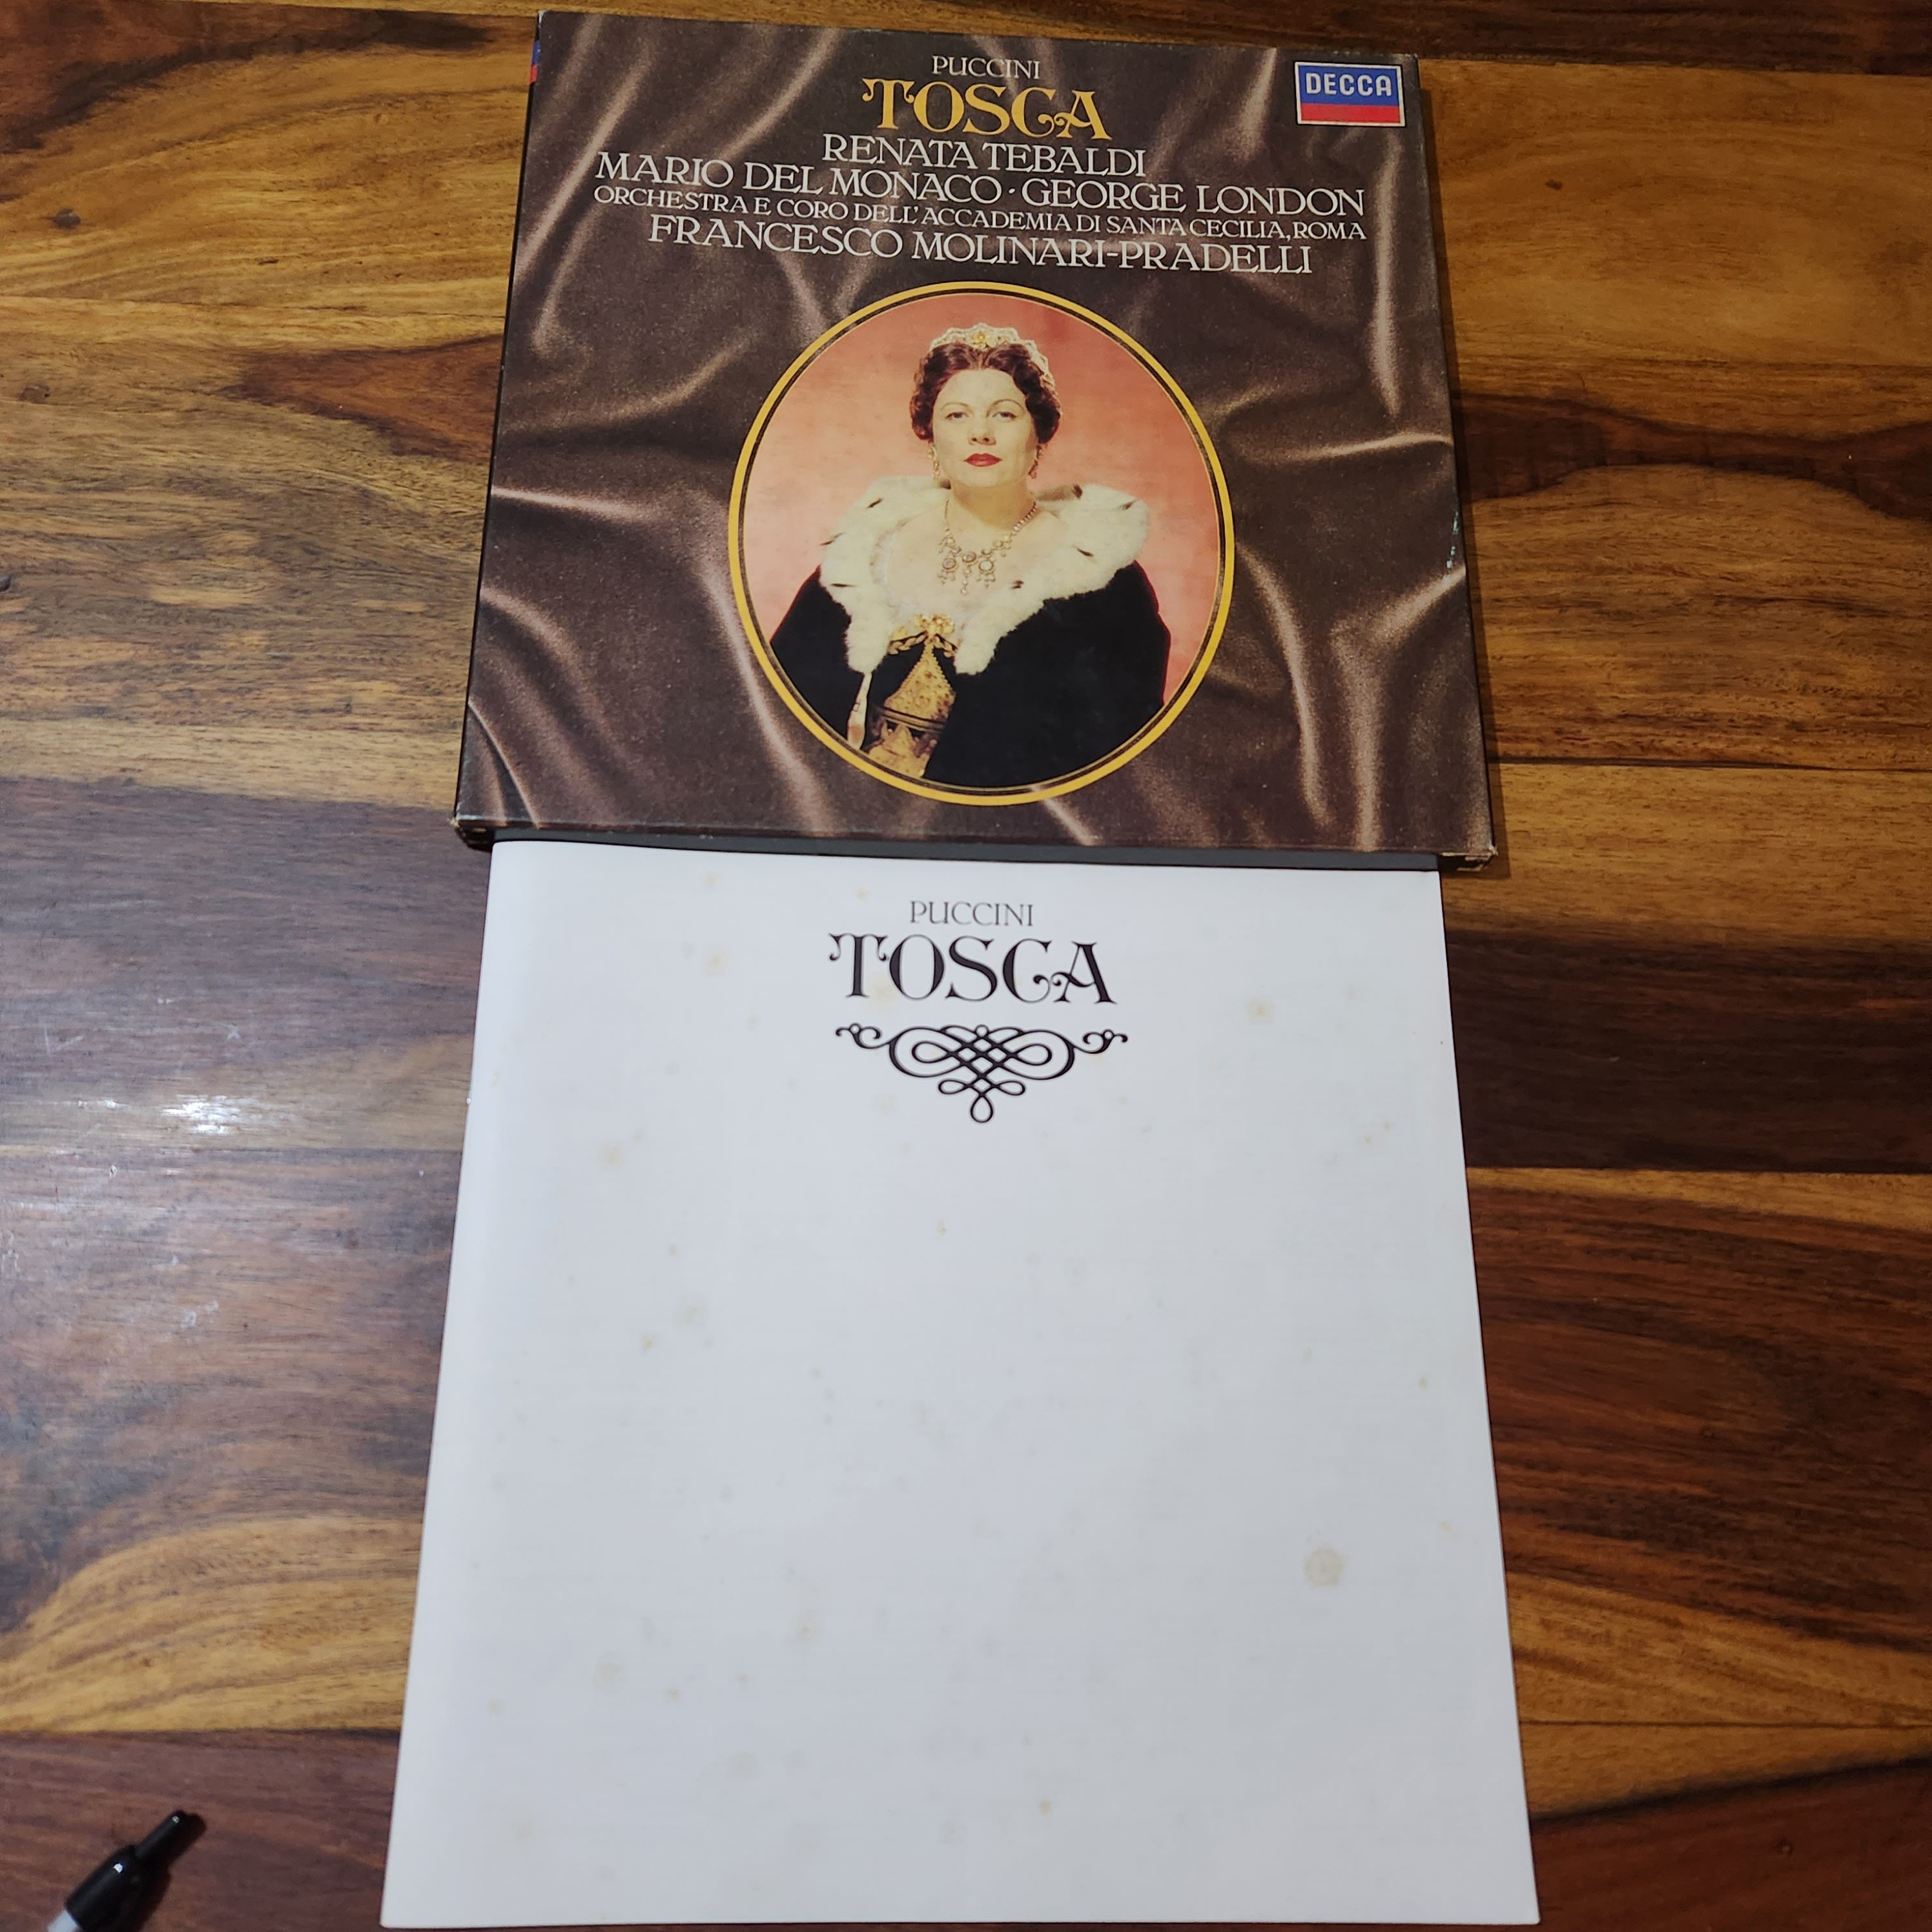 PUCCINI
TOSCA
DECCA
RENATA TEBALDI
MARIO DEL MONACO · GEORGE LONDON
ORCHESTRA E CORO DELL'ACCADEMIA DI SANTA CECILIA, ROMA
FRANCESCO MOLINARI-PRADELLI
PUCCINI
TOSCA